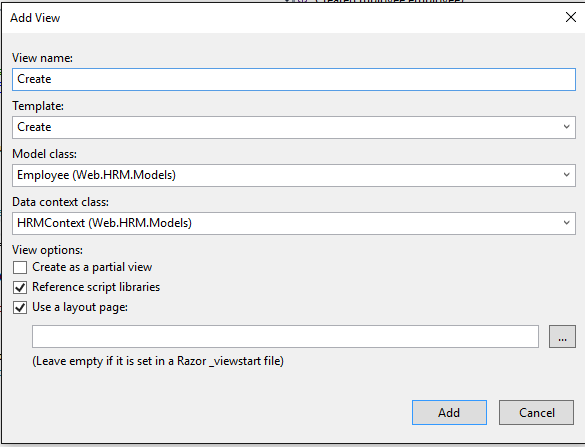 Add View
View name:
Create
Template:
Create
Model class:
Employee (Web.HRM.Models)
Data context class:
HRMContext (Web.HRM.Models)
View options:
Create as a partial view
Reference script libraries
Use a layout page:
...
(Leave empty if it is set in a Razor _viewstart file)
Add Cancel